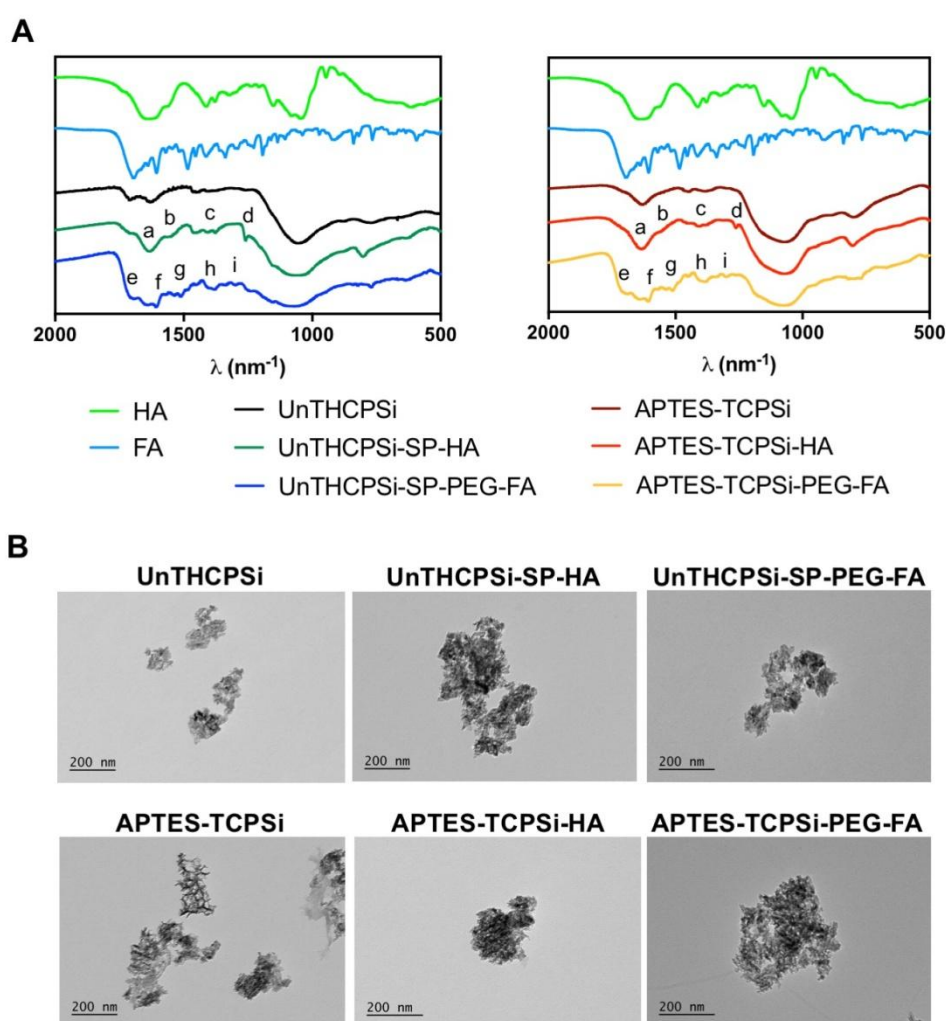 A
a b c d
e f g h i
2000 1500 1000 500
λ (nm-1)
a b c d
e f g h i
2000 1500 1000 500
λ (nm-1)
HA
FA
UnTHCPSi
UnTHCPSi-SP-HA
UnTHCPSi-SP-PEG-FA
APTES-TCPSi
APTES-TCPSi-HA
APTES-TCPSi-PEG-FA
B
UnTHCPSi UnTHCPSi-SP-HA UnTHCPSi-SP-PEG-FA
200 nm 200 nm 200 nm
APTES-TCPSi APTES-TCPSi-HA APTES-TCPSi-PEG-FA
200 nm 200 nm 200 nm